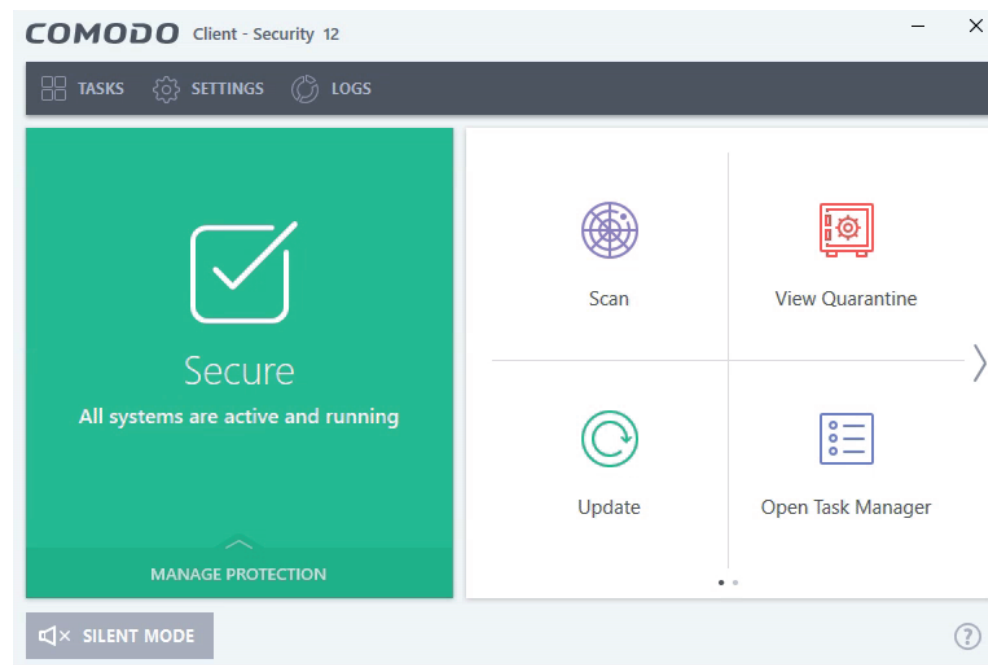 COMODO Client - Security 12
TASKS SETTINGS LOGS
Secure
All systems are active and running
MANAGE PROTECTION
Scan
View Quarantine
Update
Open Task Manager
SILENT MODE
?